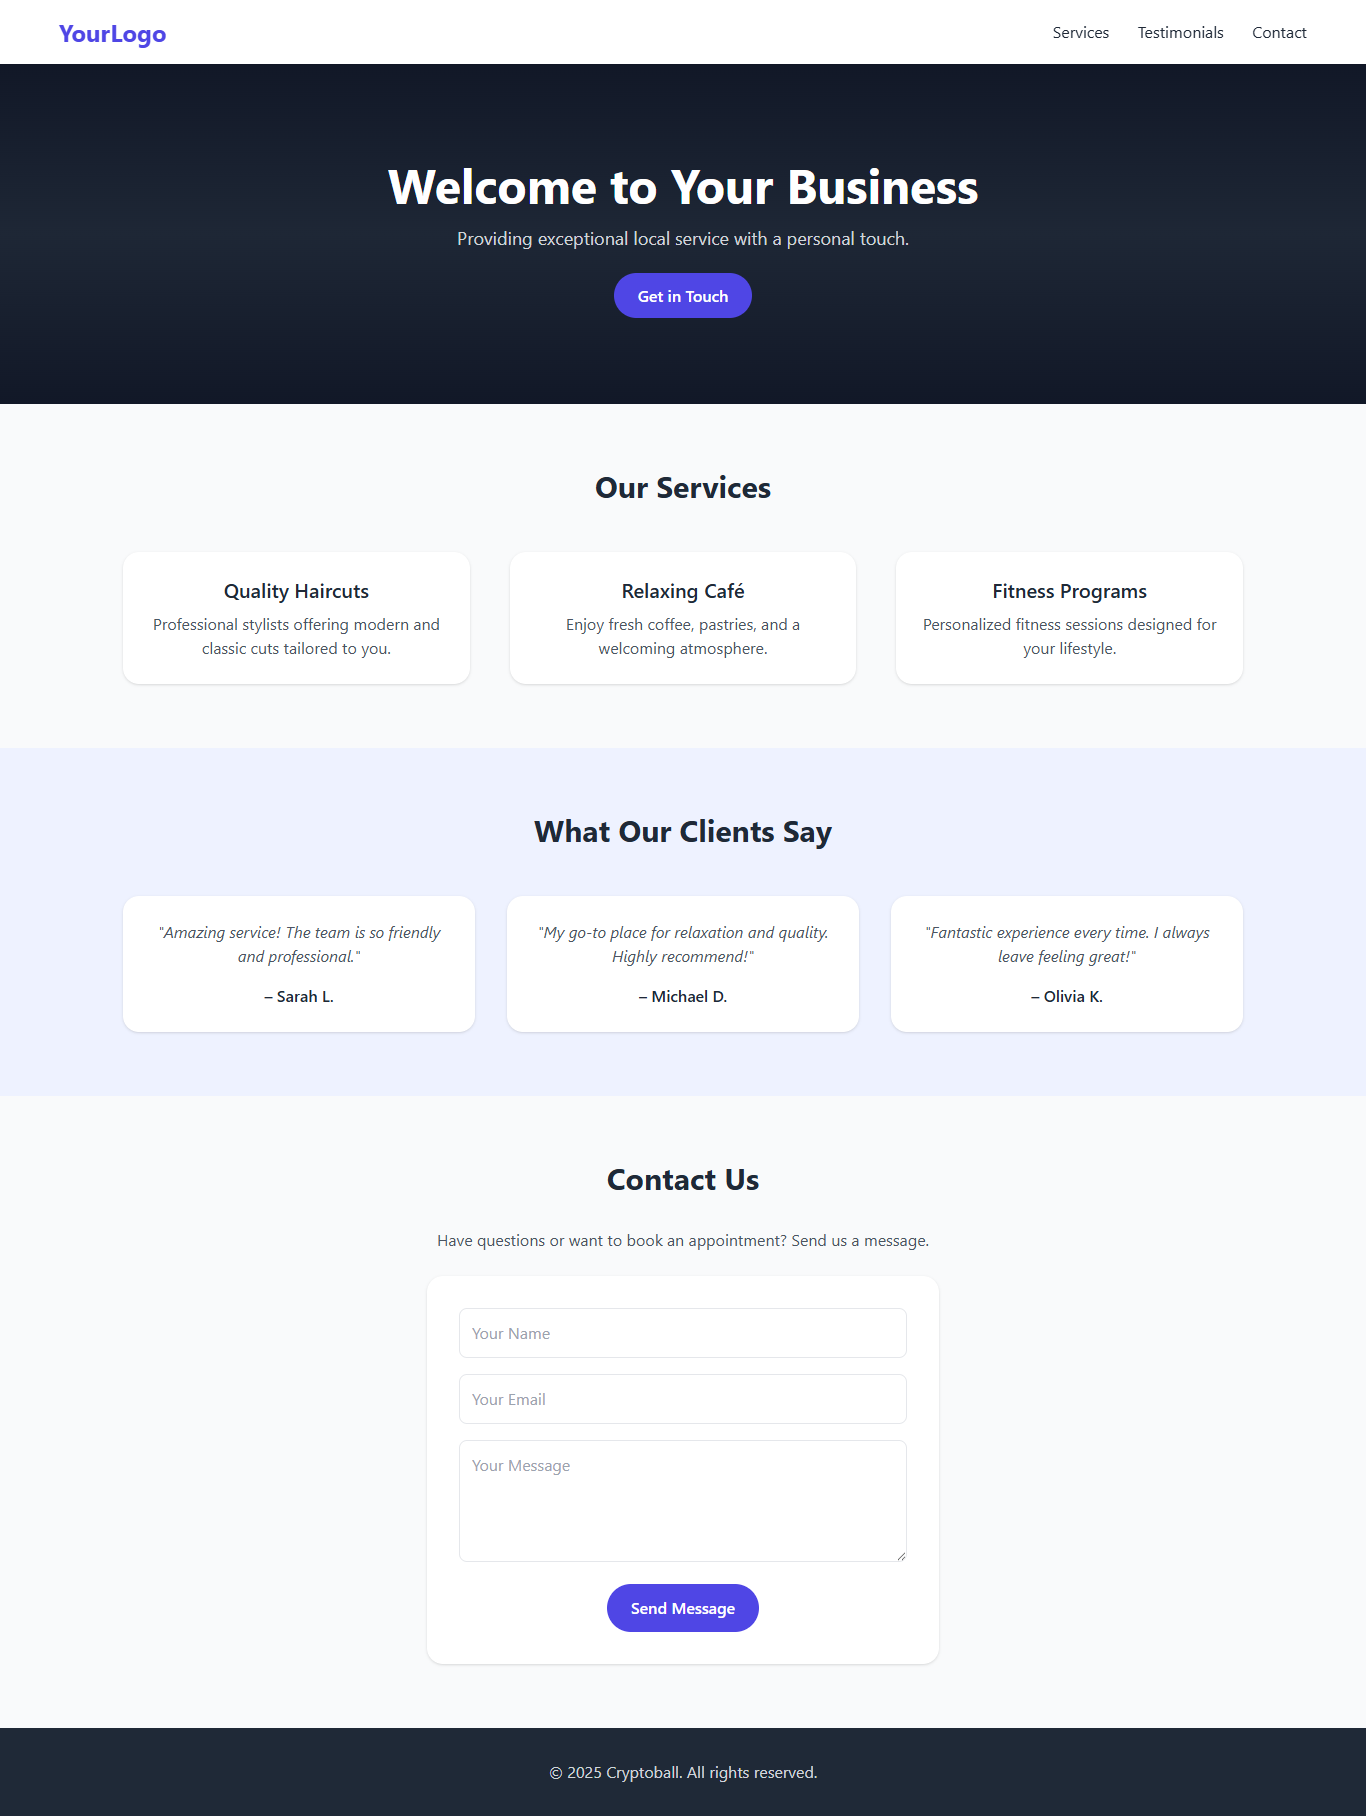 YourLogo
Services Testimonials Contact
Welcome to Your Business
Providing exceptional local service with a personal touch.
Get in Touch
Our Services
Quality Haircuts
Professional stylists offering modern and
classic cuts tailored to you.
Relaxing Café
Enjoy fresh coffee, pastries, and a
welcoming atmosphere.
Fitness Programs
Personalized fitness sessions designed for
your lifestyle.
What Our Clients Say
"Amazing service! The team is so friendly
and professional."
– Sarah L.
"My go-to place for relaxation and quality.
Highly recommend!"
– Michael D.
"Fantastic experience every time. I always
leave feeling great!"
– Olivia K.
Contact Us
Have questions or want to book an appointment? Send us a message.
Your Name
Your Email
Your Message
Send Message
© 2025 Cryptoball. All rights reserved.